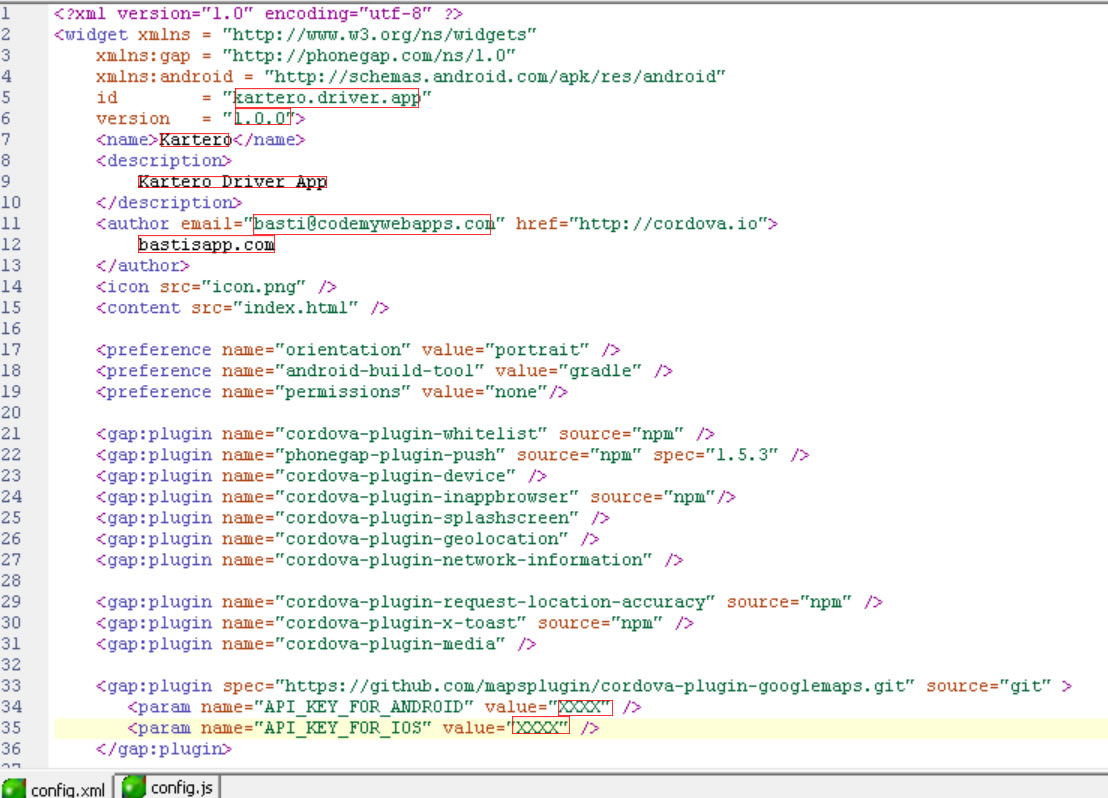 1 <?xml version="1.0" encoding="utf-8" ?>
2 <widget xmlns = "http://www.w3.org/ns/widgets"
3 xmlns:gap = "http://phonegap.com/ns/1.0"
4 xmlns:android = "http://schemas.android.com/apk/res/android"
5 id = "kartero.driver.app"
6 version = "1.0.0">
7 <name>Kartero</name>
8 <description>
9 Kartero Driver App
10 </description>
11 <author email="basti@codemywebapps.com" href="http://cordova.io">
12 bastisapp.com
13 </author>
14 <icon src="icon.png" />
15 <content src="index.html" />
16
17 <preference name="orientation" value="portrait" />
18 <preference name="android-build-tool" value="gradle" />
19 <preference name="permissions" value="none"/>
20
21 <gap:plugin name="cordova-plugin-whitelist" source="npm" />
22 <gap:plugin name="phonegap-plugin-push" source="npm" spec="1.5.3" />
23 <gap:plugin name="cordova-plugin-device" />
24 <gap:plugin name="cordova-plugin-inappbrowser" source="npm"/>
25 <gap:plugin name="cordova-plugin-splashscreen" />
26 <gap:plugin name="cordova-plugin-geolocation" />
27 <gap:plugin name="cordova-plugin-network-information" />
28
29 <gap:plugin name="cordova-plugin-request-location-accuracy" source="npm" />
30 <gap:plugin name="cordova-plugin-x-toast" source="npm" />
31 <gap:plugin name="cordova-plugin-media" />
32
33 <gap:plugin spec="https://github.com/mapsplugin/cordova-plugin-googlemaps.git" source="git" >
34 <param name="API_KEY_FOR_ANDROID" value="XXXX" />
35 <param name="API_KEY_FOR_IOS" value="XXXX" />
36 </gap:plugin>
config.xml config.js